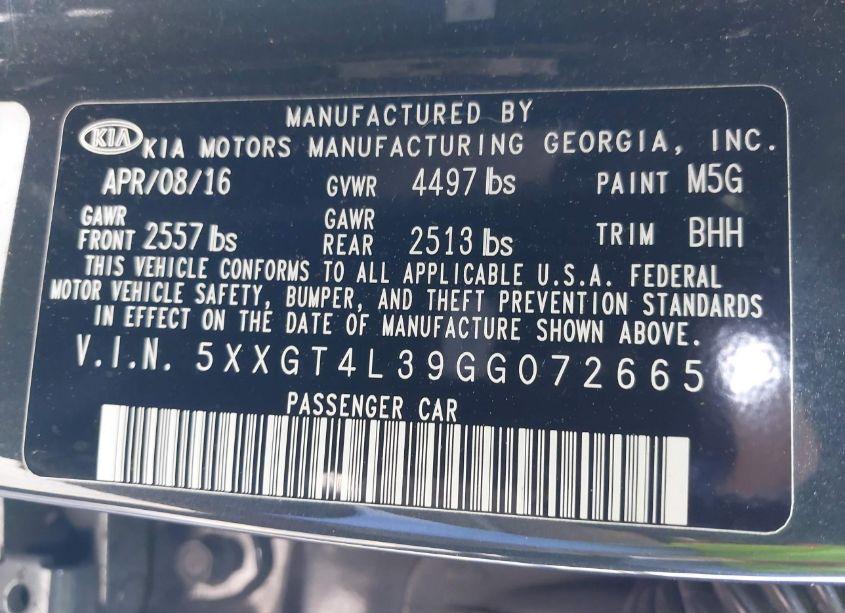 MANUFACTURED BY
KIA KIA MOTORS MANUFACTURING GEORGIA, INC.
APR/08/16 GVWR 4497 lbs PAINT M5G
GAWR FRONT 2557 lbs GAWR REAR 2513 lbs TRIM BHH
THIS VEHICLE CONFORMS TO ALL APPLICABLE U.S.A. FEDERAL
MOTOR VEHICLE SAFETY, BUMPER, AND THEFT PREVENTION STANDARDS
IN EFFECT ON THE DATE OF MANUFACTURE SHOWN ABOVE.
V.I.N. 5XXGT4L39GG072665
PASSENGER CAR